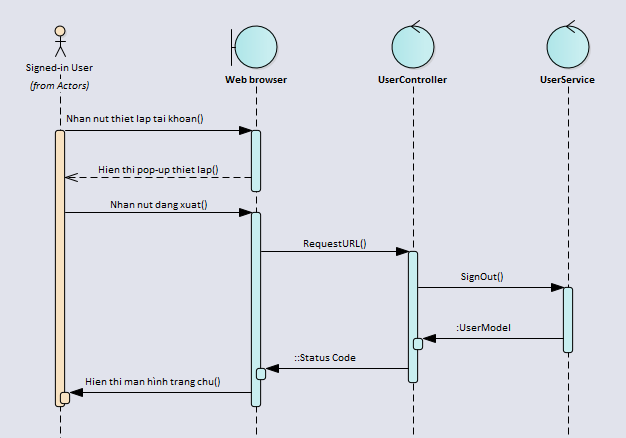 Signed-in User
(from Actors)
Web browser
UserController
UserService
Nhan nut thiet lap tai khoan()
Hien thi pop-up thiet lap()
Nhan nut dang xuat()
RequestURL()
SignOut()
:UserModel
::Status Code
Hien thi man hình trang chu()